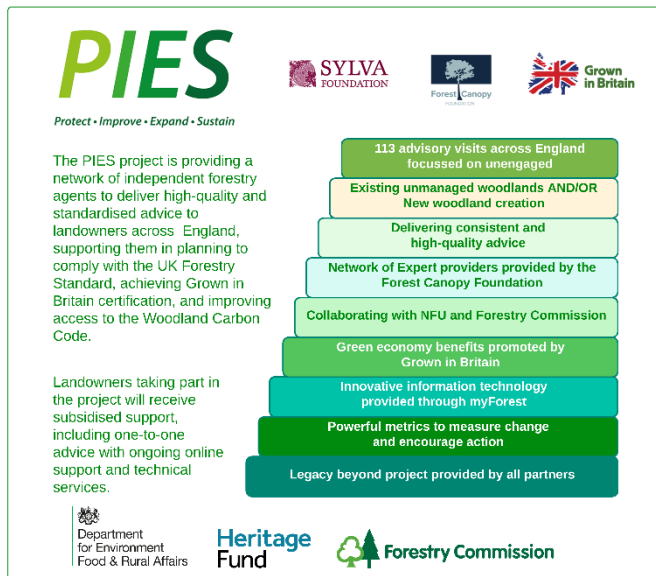 PIES
Protect • Improve • Expand • Sustain
SYLVA
FOUNDATION
Forest Canopy
FOUNDATION
Grown
in Britain
The PIES project is providing a
network of independent forestry
agents to deliver high-quality and
standardised advice to
landowners across England,
supporting them in planning to
comply with the UK Forestry
Standard, achieving Grown in
Britain certification, and improving
access to the Woodland Carbon
Code.
Landowners taking part in
the project will receive
subsidised support,
including one-to-one
advice with ongoing online
support and technical
services.
113 advisory visits across England
focussed on unengaged
Existing unmanaged woodlands AND/OR
New woodland creation
Delivering consistent and
high-quality advice
Network of Expert providers provided by the
Forest Canopy Foundation
Collaborating with NFU and Forestry Commission
Green economy benefits promoted by
Grown in Britain
Innovative information technology
provided through myForest
Powerful metrics to measure change
and encourage action
Legacy beyond project provided by all partners
Department
for Environment
Food & Rural Affairs
Heritage
Fund
Forestry Commission